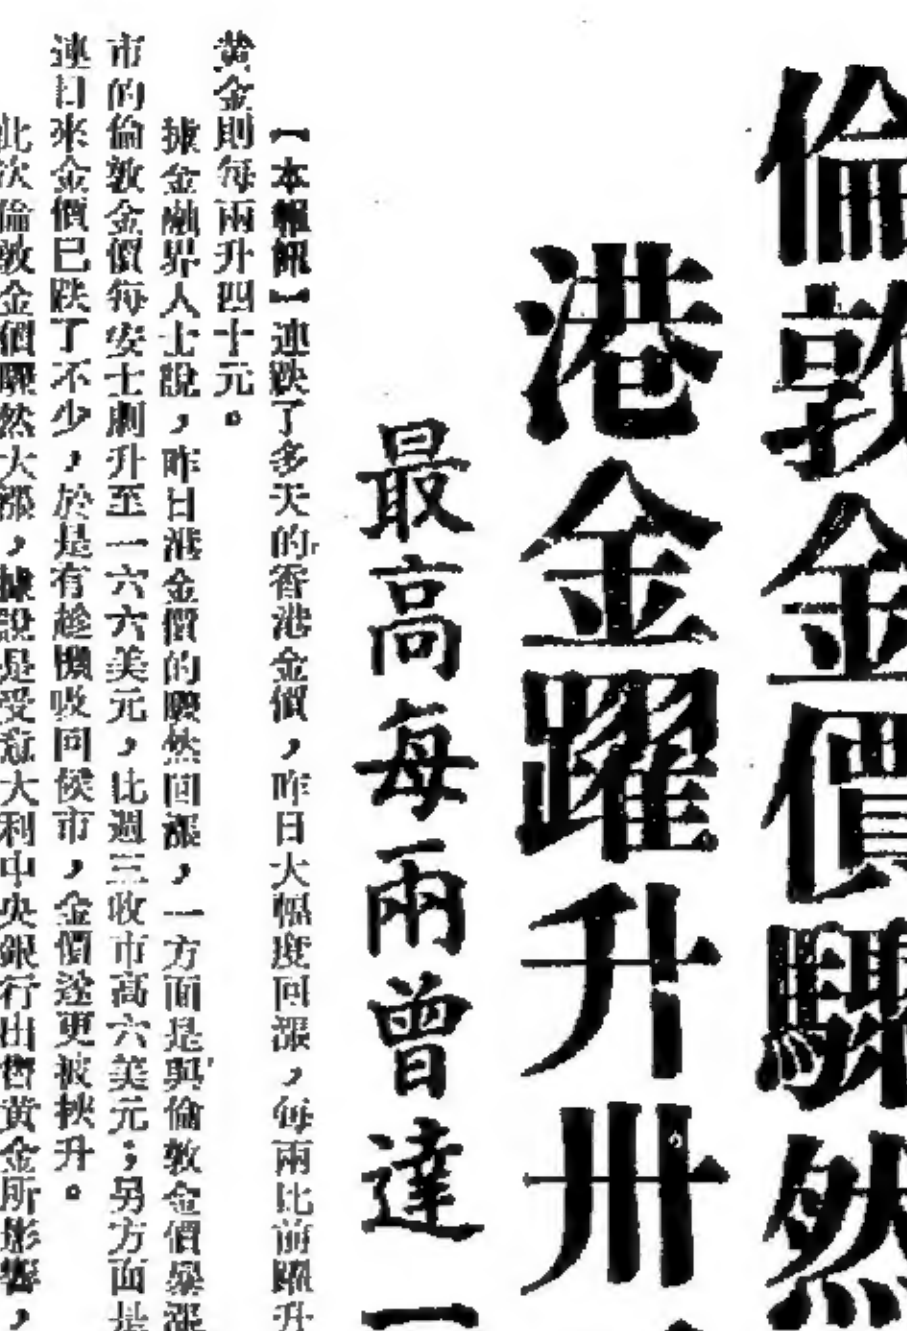 倫敦金價驟然
港金躍升卅
最高每兩曾達一
【本報訊】連跌了多天的香港金價，昨日大幅度回漲，每兩比前躍升
黃金則每兩升四十元。
據金融界人士說，昨日港金價的驟然回漲，一方面是與倫敦金價暴漲
市的倫敦金價每安士劇升至一六六美元，比週三收市高六美元；另方面是
連日來金價已跌了不少，於是有趁機吸回候市，金價遂更被挾升。
此次倫敦金價驟然大漲，據說是受意大利中央銀行出售黃金所影響，